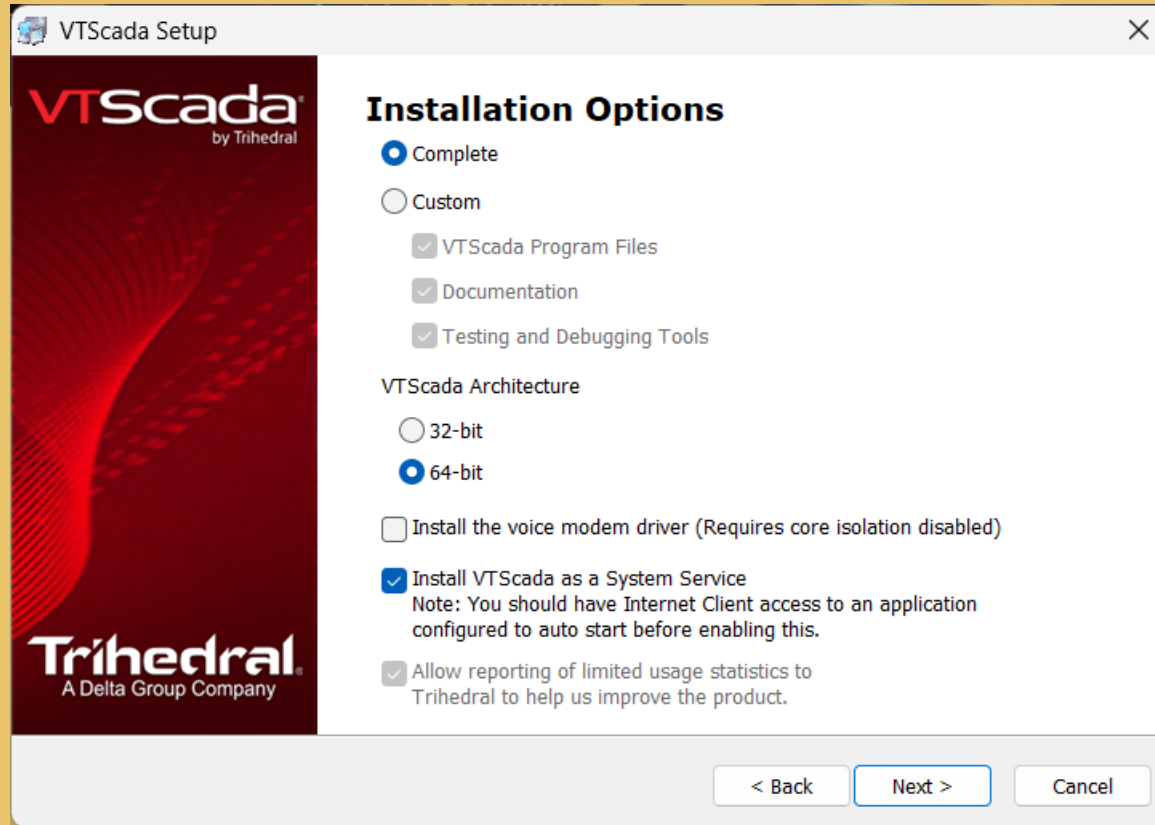 VTScada Setup
VTScada
by Trihedral
Installation Options
Complete
Custom
VTScada Program Files
Documentation
Testing and Debugging Tools
VTScada Architecture
32-bit
64-bit
Install the voice modem driver (Requires core isolation disabled)
Install VTScada as a System Service
Note: You should have Internet Client access to an application
configured to auto start before enabling this.
Allow reporting of limited usage statistics to
Trihedral to help us improve the product.
Trihedral
A Delta Group Company
< Back
Next >
Cancel